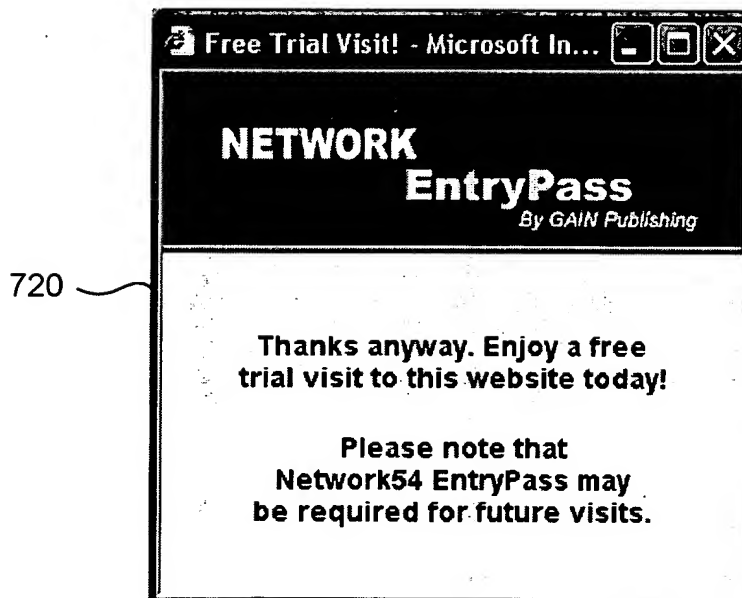 Free Trial Visit! - Microsoft In...
NETWORK
EntryPass
By GAIN Publishing
720
Thanks anyway. Enjoy a free
trial visit to this website today!
Please note that
Network54 EntryPass may
be required for future visits.